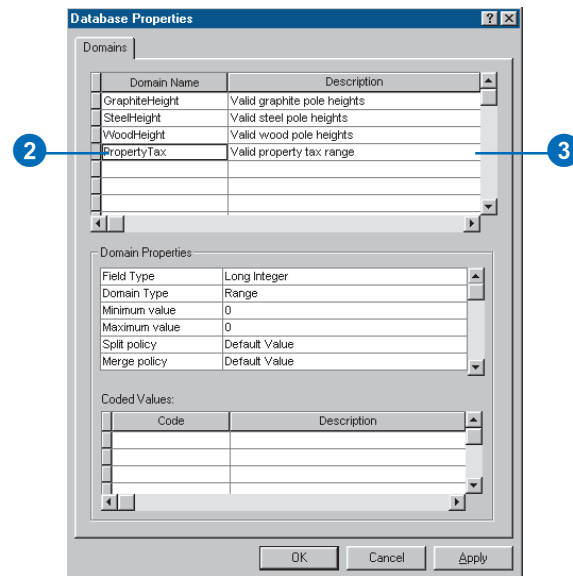 Database Properties
Domains
Domain Name Description
GraphiteHeight Valid graphite pole heights
SteelHeight Valid steel pole heights
WoodHeight Valid wood pole heights
2 PropertyTax Valid property tax range 3
Domain Properties
Field Type Long Integer
Domain Type Range
Minimum value 0
Maximum value 0
Split policy Default Value
Merge policy Default Value
Coded Values:
Code Description
OK Cancel Apply